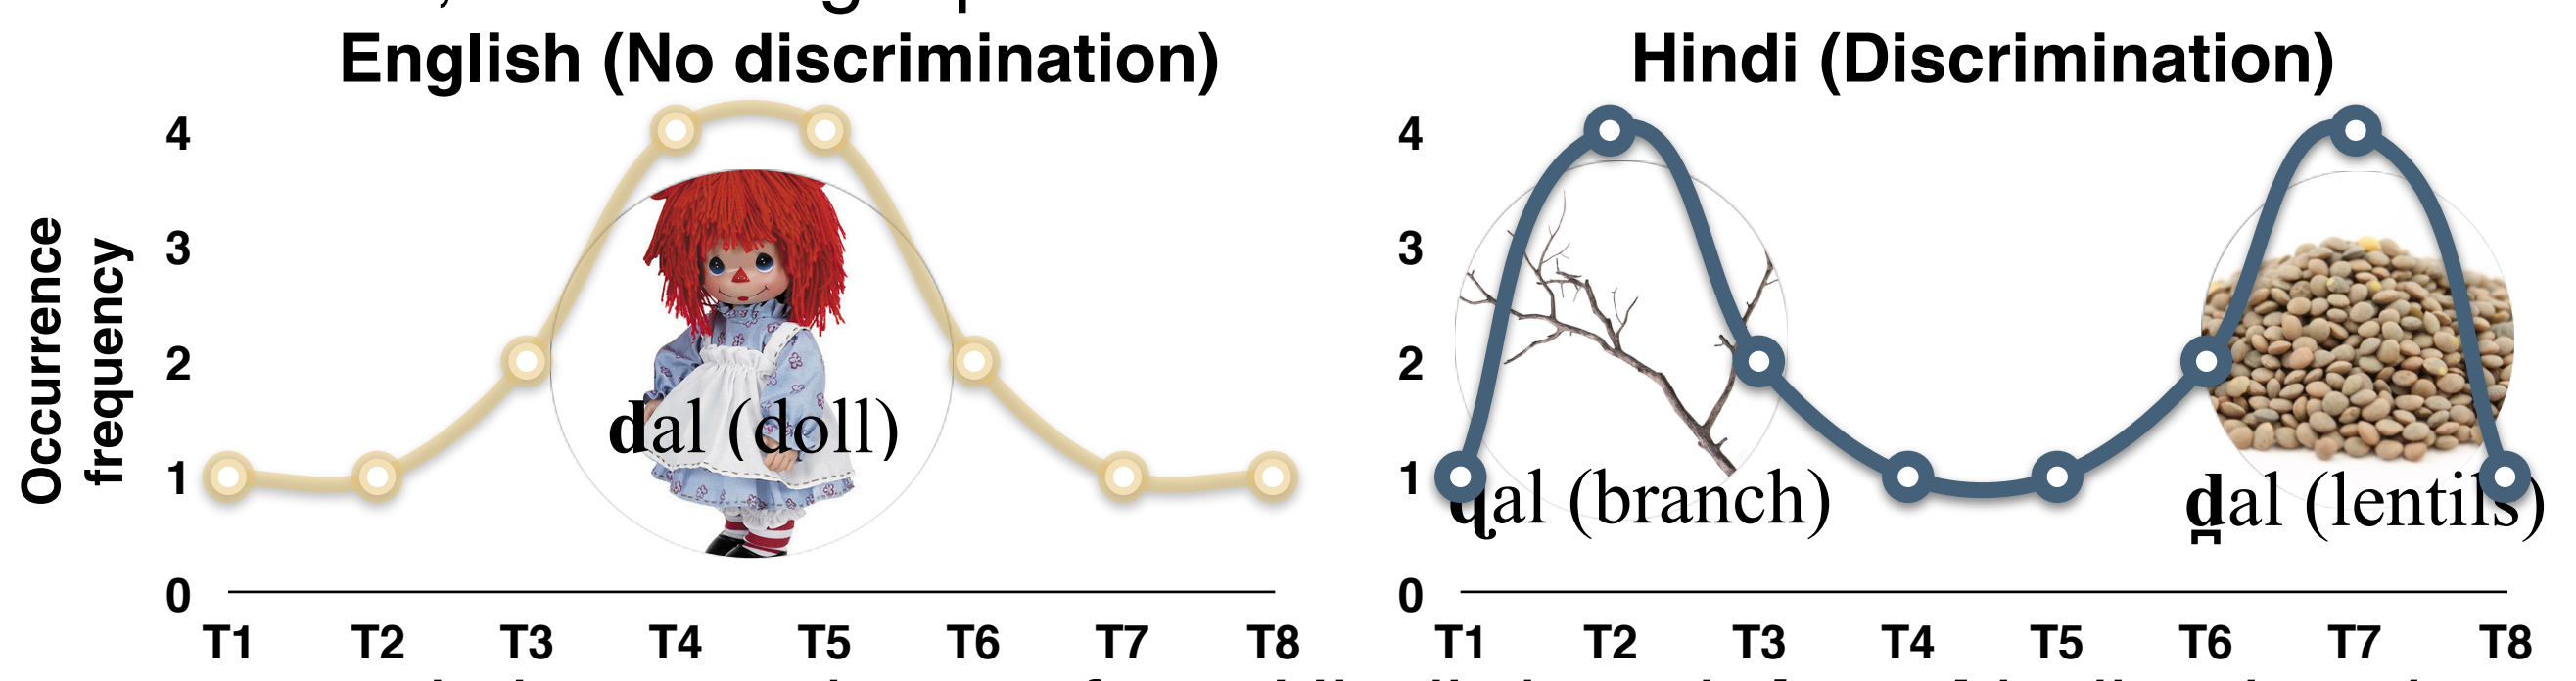 English (No discrimination)
Occurrence
frequency
4
3
2
1
0
dal (doll)
T1 T2 T3 T4 T5 T6 T7 T8
Hindi (Discrimination)
4
3
2
1
0
ɖal (branch)
d̪al (lentils)
T1 T2 T3 T4 T5 T6 T7 T8